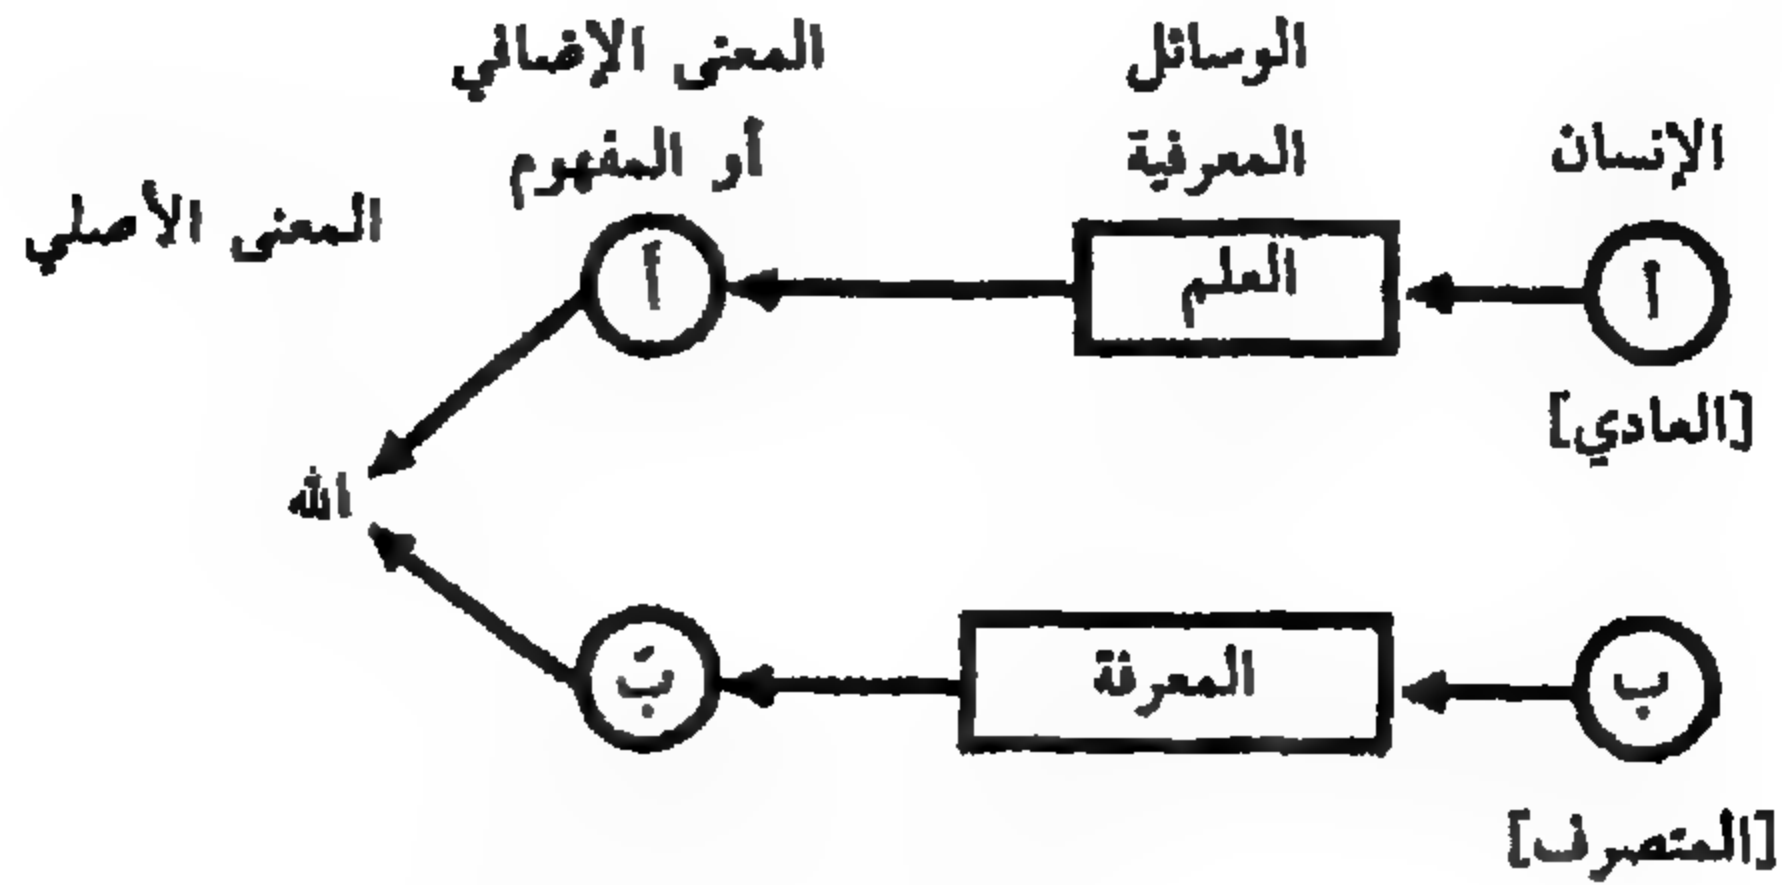 الوسائل
المعنى الإضافي
الإنسان
المعرفية
أو المفهوم
المعنى الأصلي
ا
العلم
أ
[العادي]
الله
ب
المعرفة
بَ
[المتصرف]